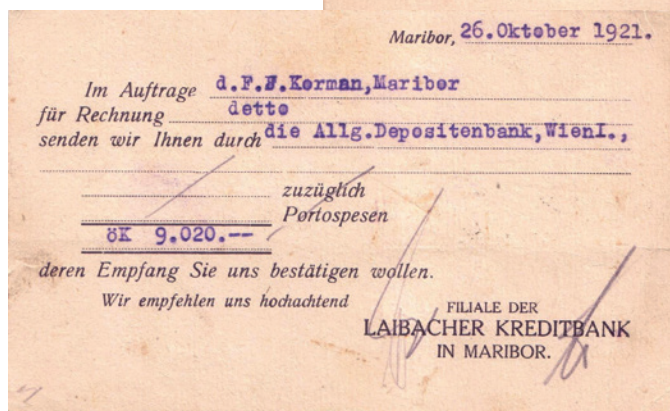 Maribor, 26.Oktober 1921.
Im Auftrage d.F.F.Korman,Maribor
für Rechnung detto
senden wir Ihnen durch die Allg.Depositenbank,WienI.,
zuzüglich
Portospesen
öK 9.020.--
deren Empfang Sie uns bestätigen wollen.
Wir empfehlen uns hochachtend
FILIALE DER
LAIBACHER KREDITBANK
IN MARIBOR.